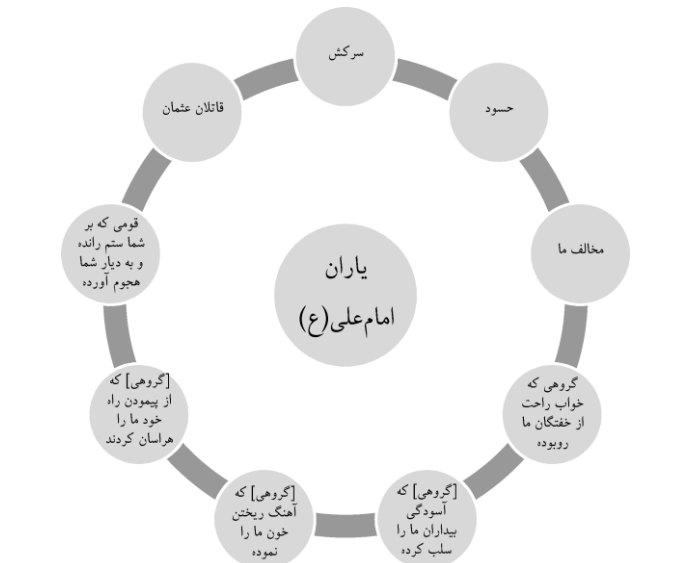 سرکش
حسود
مخالف ما
گروهی که
خواب راحت
از خفتگان ما
روبوده
[گروهی] که
آسودگی
بیداران ما را
سلب کرده
[گروهی] که
آهنگ ریختن
خون ما را
نموده
[گروهی] که
از پیمودن راه
خود ما را
هراسان کردند
قومی که بر
شما ستم رانده
و به دیار شما
هجوم آورده
قاتلان عثمان
یاران
امام‌علی(ع)